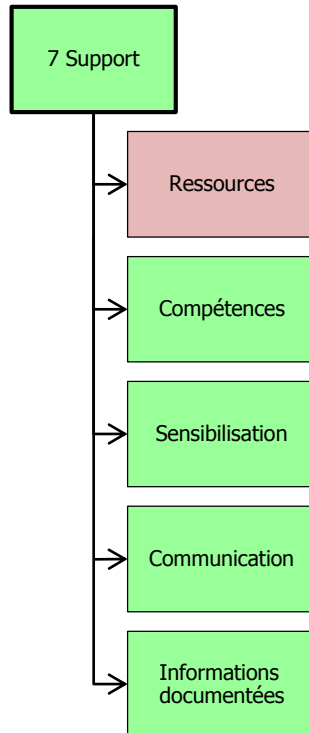 7 Support
Ressources
Compétences
Sensibilisation
Communication
Informations
documentées